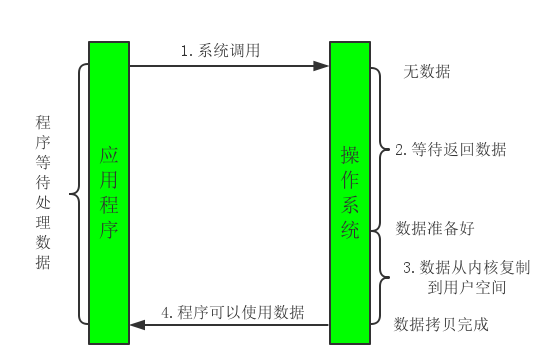 1.系统调用
无数据
程序等待处理数据
应用程序
操作系统
2.等待返回数据
数据准备好
3.数据从内核复制
到用户空间
4.程序可以使用数据
数据拷贝完成